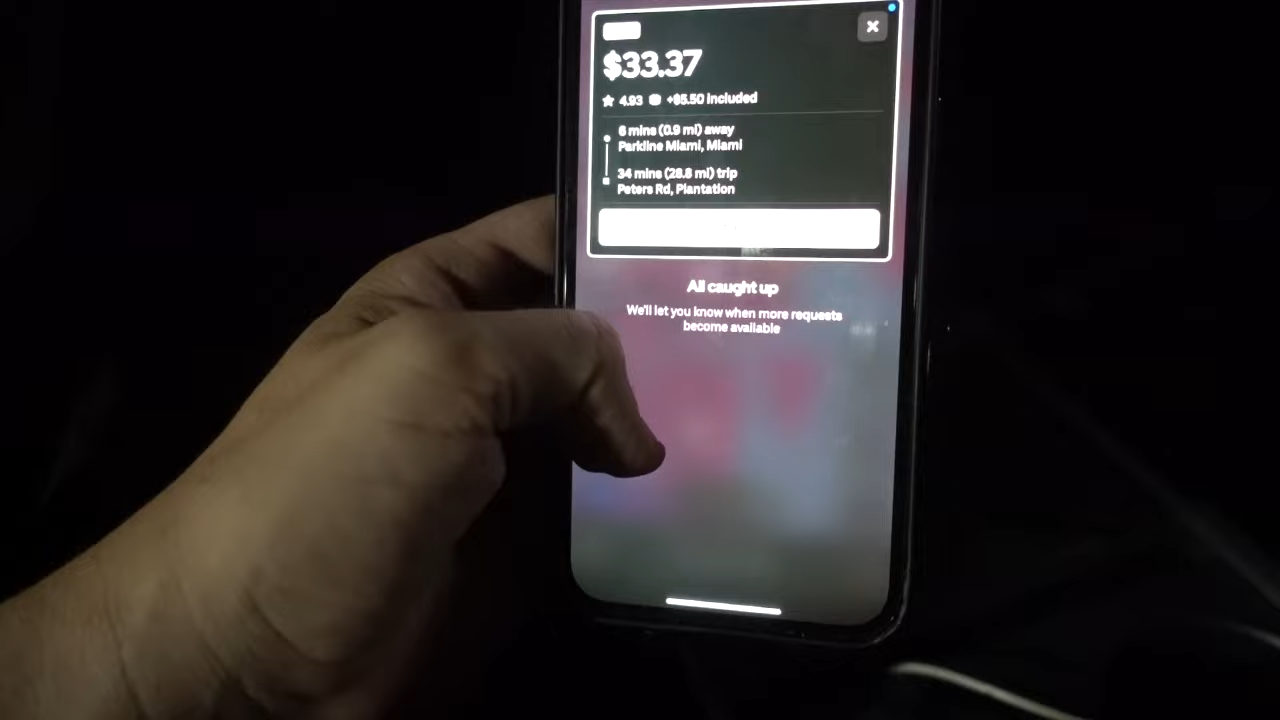 $33.37
4.93 +$5.50 included
6 mins (0.9 mi) away
Parkline Miami, Miami
34 mins (28.8 mi) trip
Peters Rd, Plantation
All caught up
We'll let you know when more requests
become available